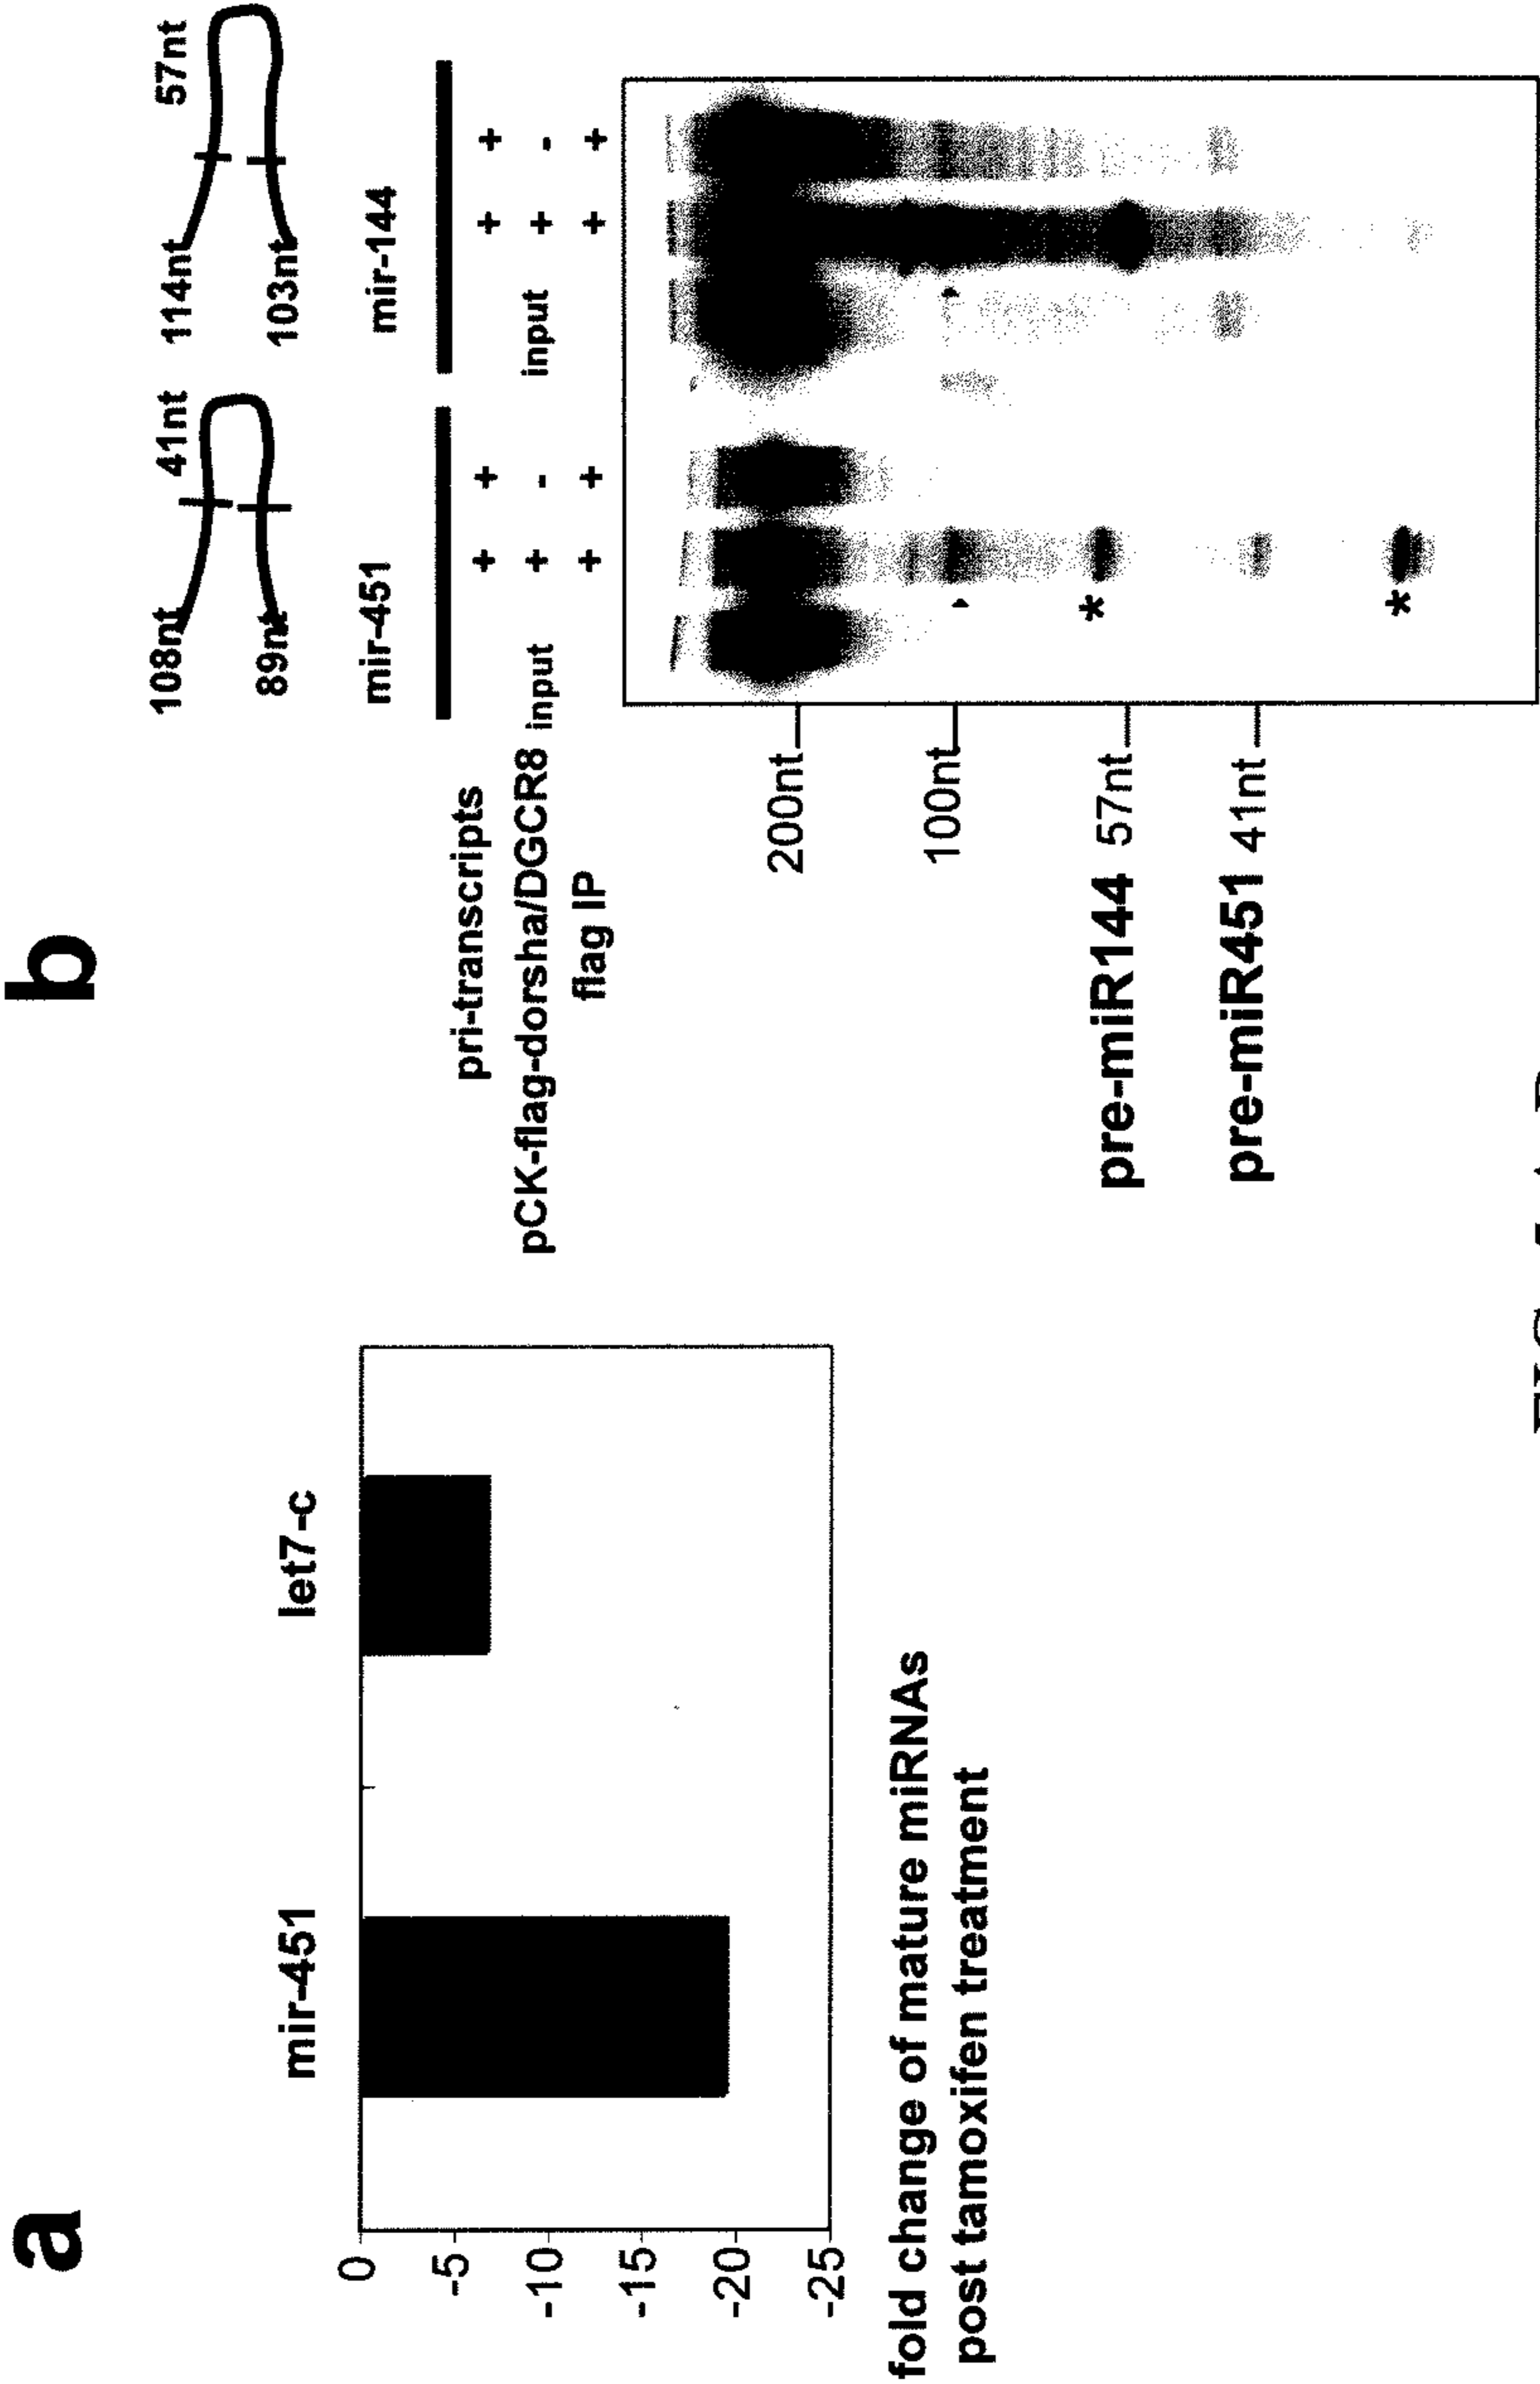 a
mir-451
let7-c
0
-5
-10
-15
-20
-25
fold change of mature miRNAs
post tamoxifen treatment
b
108nt
41nt
89nt
114nt
57nt
103nt
mir-451
mir-144
pri-transcripts + + + +
pCK-flag-dorsha/DGCR8 input + - input + -
flag IP + + + +
200nt
100nt
pre-miR144 57nt
pre-miR451 41nt
*
*